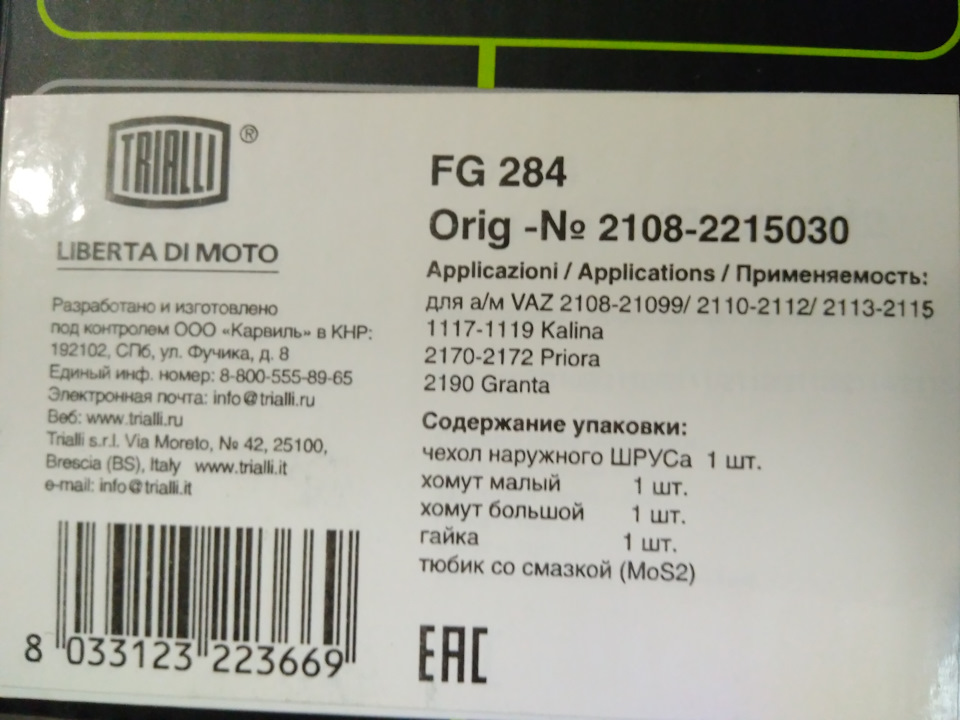 TRIALLI ®
LIBERTA DI MOTO
Разработано и изготовлено
под контролем ООО «Карвиль» в КНР:
192102, СПб, ул. Фучика, д. 8
Единый инф. номер: 8-800-555-89-65
Электронная почта: info@trialli.ru
Веб: www.trialli.ru
Trialli s.r.l. Via Moreto, № 42, 25100,
Brescia (BS), Italy www.trialli.it
e-mail: info@trialli.it
8 033123 223669
FG 284
Orig -№ 2108-2215030
Applicazioni / Applications / Применяемость:
для а/м VAZ 2108-21099/ 2110-2112/ 2113-2115
1117-1119 Kalina
2170-2172 Priora
2190 Granta
Содержание упаковки:
чехол наружного ШРУСа 1 шт.
хомут малый 1 шт.
хомут большой 1 шт.
гайка 1 шт.
тюбик со смазкой (MoS2)
EAC